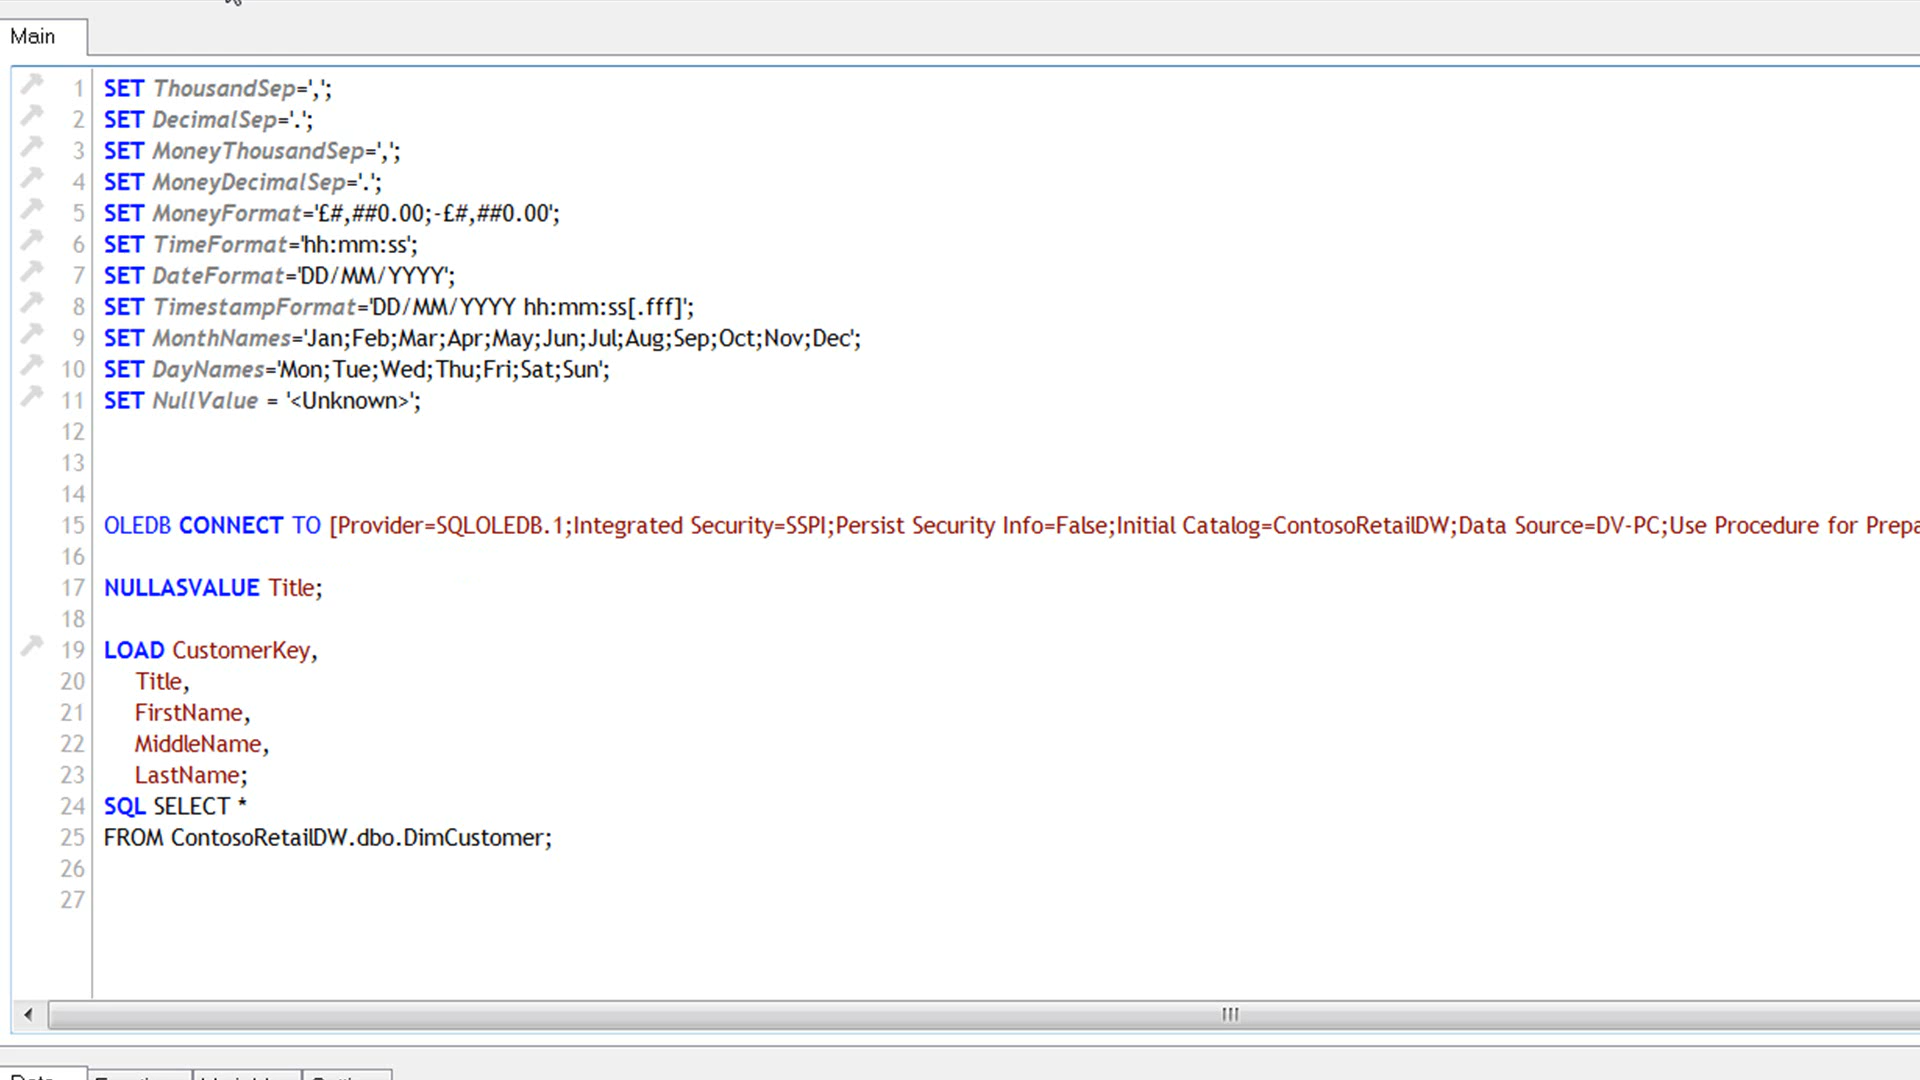 Main
1 SET ThousandSep=',';
2 SET DecimalSep='.';
3 SET MoneyThousandSep=',';
4 SET MoneyDecimalSep='.';
5 SET MoneyFormat='£#,##0.00;-£#,##0.00';
6 SET TimeFormat='hh:mm:ss';
7 SET DateFormat='DD/MM/YYYY';
8 SET TimestampFormat='DD/MM/YYYY hh:mm:ss[.fff]';
9 SET MonthNames='Jan;Feb;Mar;Apr;May;Jun;Jul;Aug;Sep;Oct;Nov;Dec';
10 SET DayNames='Mon;Tue;Wed;Thu;Fri;Sat;Sun';
11 SET NullValue = '<Unknown>';
12
13
14
15 OLEDB CONNECT TO [Provider=SQLOLEDB.1;Integrated Security=SSPI;Persist Security Info=False;Initial Catalog=ContosoRetailDW;Data Source=DV-PC;Use Procedure for Prepa
16
17 NULLASVALUE Title;
18
19 LOAD CustomerKey,
20 Title,
21 FirstName,
22 MiddleName,
23 LastName;
24 SQL SELECT *
25 FROM ContosoRetailDW.dbo.DimCustomer;
26
27